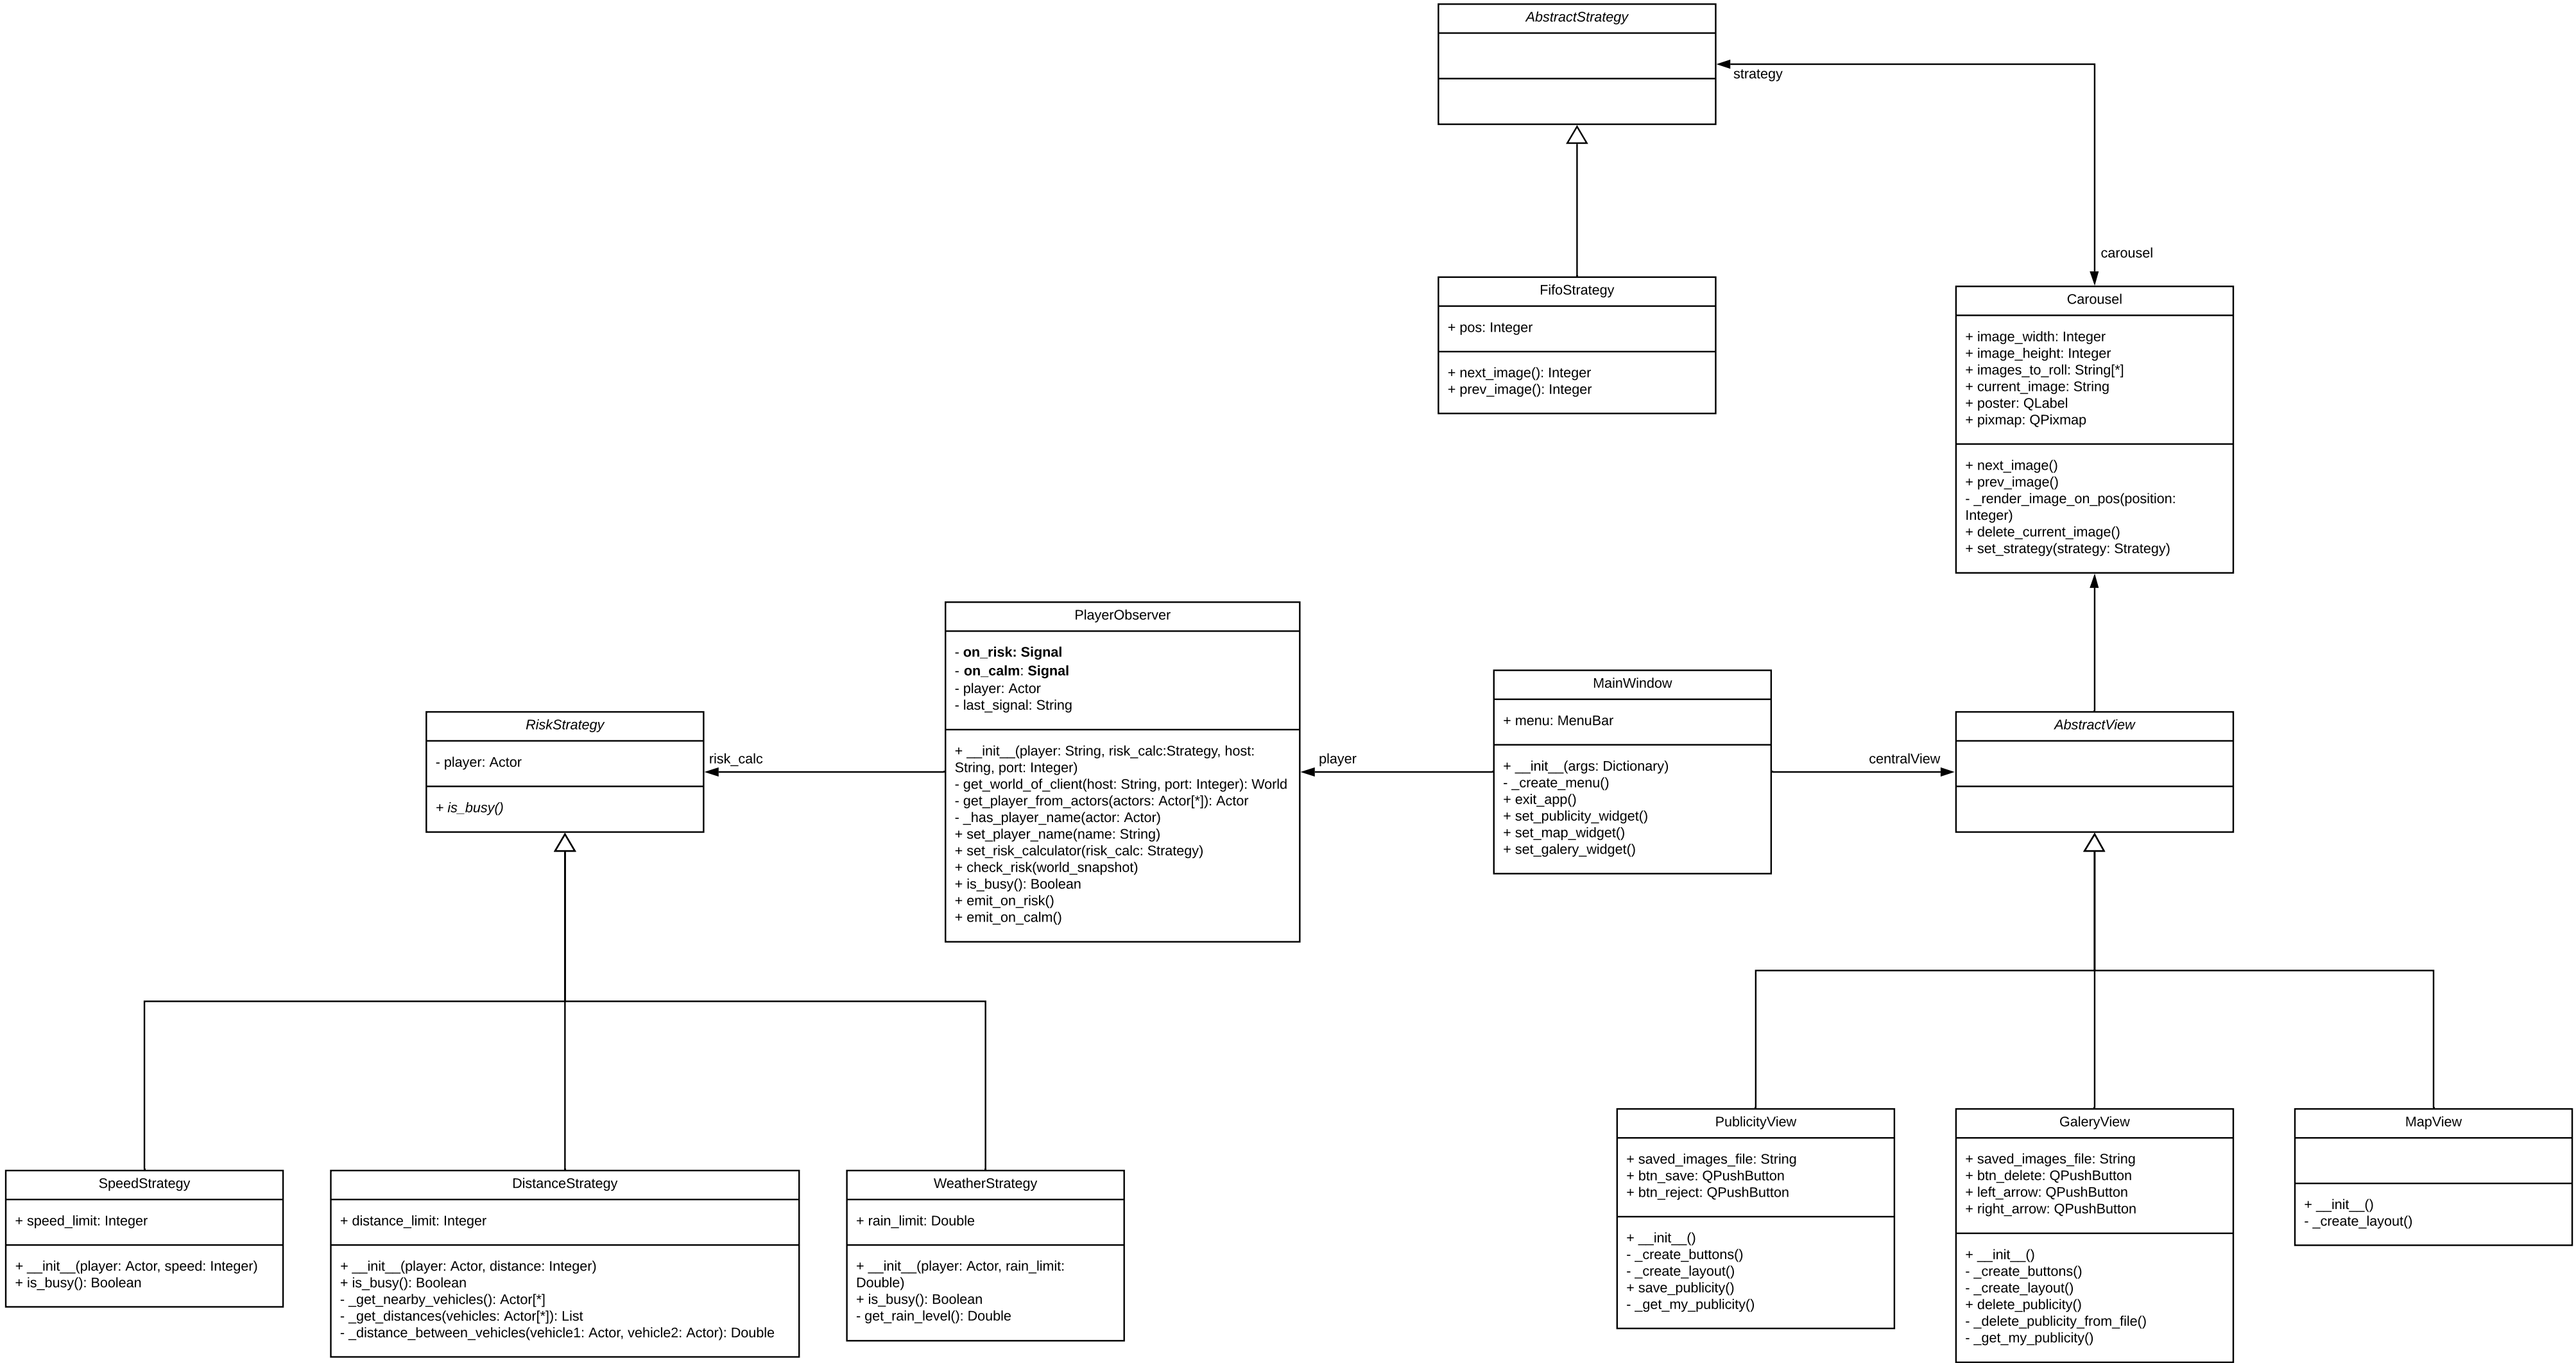 AbstractStrategy
strategy
carousel
FifoStrategy
+ pos: Integer
+ next_image(): Integer
+ prev_image(): Integer
Carousel
+ image_width: Integer
+ image_height: Integer
+ images_to_roll: String[*]
+ current_image: String
+ poster: QLabel
+ pixmap: QPixmap
+ next_image()
+ prev_image()
- _render_image_on_pos(position:
Integer)
+ delete_current_image()
+ set_strategy(strategy: Strategy)
PlayerObserver
- on_risk: Signal
- on_calm: Signal
- player: Actor
- last_signal: String
+ __init__(player: String, risk_calc:Strategy, host:
String, port: Integer)
- get_world_of_client(host: String, port: Integer): World
- get_player_from_actors(actors: Actor[*]): Actor
- _has_player_name(actor: Actor)
+ set_player_name(name: String)
+ set_risk_calculator(risk_calc: Strategy)
+ check_risk(world_snapshot)
+ is_busy(): Boolean
+ emit_on_risk()
+ emit_on_calm()
MainWindow
+ menu: MenuBar
+ __init__(args: Dictionary)
- _create_menu()
+ exit_app()
+ set_publicity_widget()
+ set_map_widget()
+ set_galery_widget()
RiskStrategy
- player: Actor
+ is_busy()
risk_calc
player
centralView
AbstractView
SpeedStrategy
+ speed_limit: Integer
+ __init__(player: Actor, speed: Integer)
+ is_busy(): Boolean
DistanceStrategy
+ distance_limit: Integer
+ __init__(player: Actor, distance: Integer)
+ is_busy(): Boolean
- _get_nearby_vehicles(): Actor[*]
- _get_distances(vehicles: Actor[*]): List
- _distance_between_vehicles(vehicle1: Actor, vehicle2: Actor): Double
WeatherStrategy
+ rain_limit: Double
+ __init__(player: Actor, rain_limit:
Double)
+ is_busy(): Boolean
- get_rain_level(): Double
PublicityView
+ saved_images_file: String
+ btn_save: QPushButton
+ btn_reject: QPushButton
+ __init__()
- _create_buttons()
- _create_layout()
+ save_publicity()
- _get_my_publicity()
GaleryView
+ saved_images_file: String
+ btn_delete: QPushButton
+ left_arrow: QPushButton
+ right_arrow: QPushButton
+ __init__()
- _create_buttons()
- _create_layout()
+ delete_publicity()
- _delete_publicity_from_file()
- _get_my_publicity()
MapView
+ __init__()
- _create_layout()